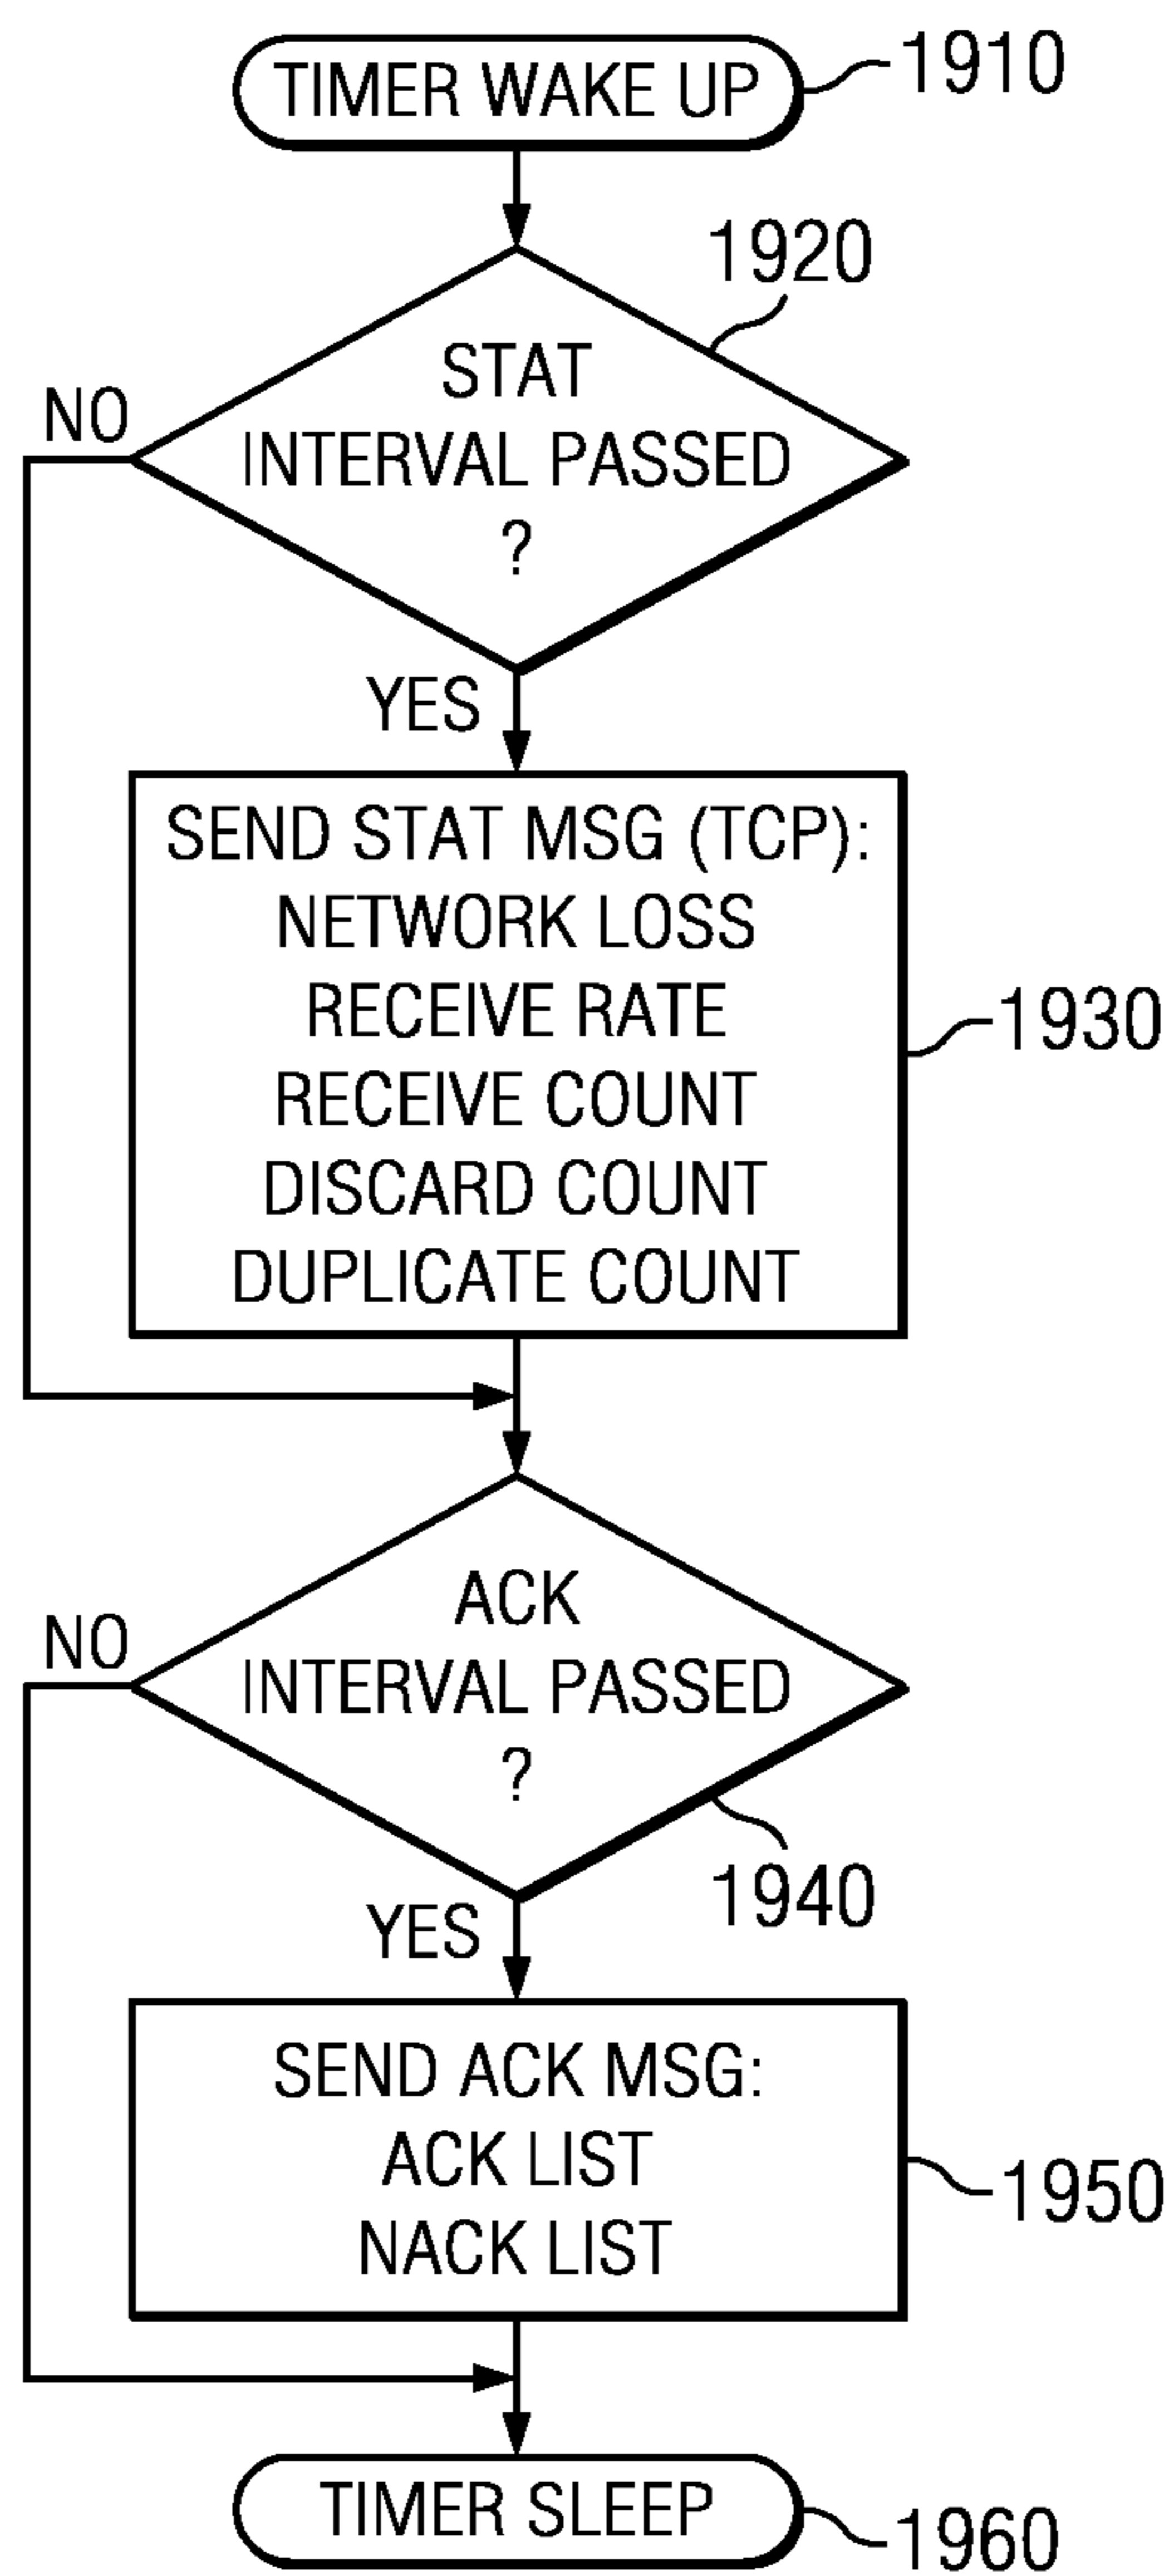 TIMER WAKE UP
1910
1920
STAT
INTERVAL PASSED
?
NO
YES
SEND STAT MSG (TCP):
NETWORK LOSS
RECEIVE RATE
RECEIVE COUNT
DISCARD COUNT
DUPLICATE COUNT
1930
ACK
INTERVAL PASSED
?
NO
1940
YES
SEND ACK MSG:
ACK LIST
NACK LIST
1950
TIMER SLEEP
1960